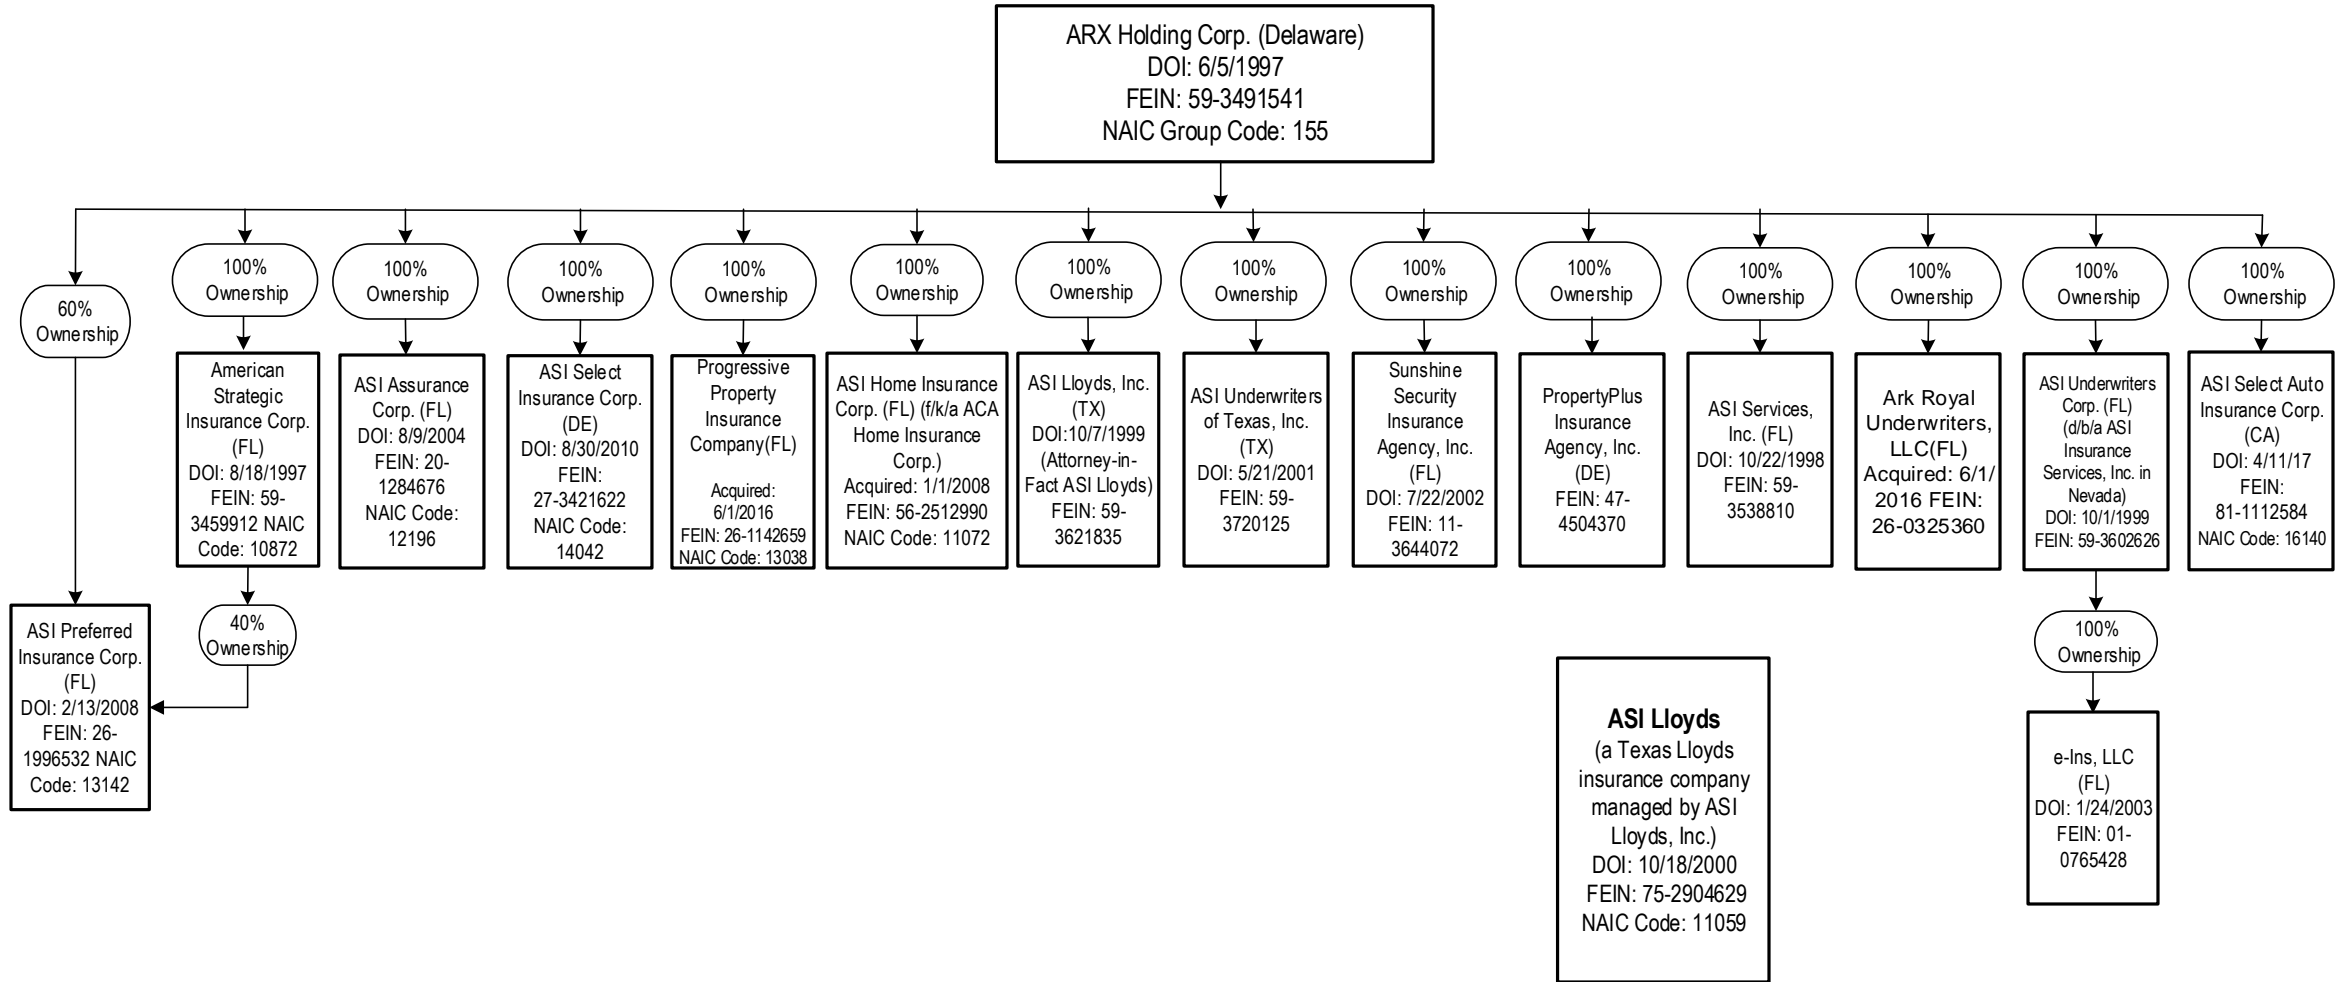 ARX Holding Corp. (Delaware)
DOI: 6/5/1997
FEIN: 59-3491541
NAIC Group Code: 155
60%
Ownership
100%
Ownership
100%
Ownership
100%
Ownership
100%
Ownership
100%
Ownership
100%
Ownership
100%
Ownership
100%
Ownership
100%
Ownership
100%
Ownership
100%
Ownership
100%
Ownership
100%
Ownership
American
Strategic
Insurance Corp.
(FL)
DOI: 8/18/1997
FEIN: 59-
3459912 NAIC
Code: 10872
ASI Assurance
Corp. (FL)
DOI: 8/9/2004
FEIN: 20-
1284676
NAIC Code:
12196
ASI Select
Insurance Corp.
(DE)
DOI: 8/30/2010
FEIN:
27-3421622
NAIC Code:
14042
Progressive
Property
Insurance
Company(FL)
Acquired:
6/1/2016
FEIN: 26-1142659
NAIC Code: 13038
ASI Home Insurance
Corp. (FL) (f/k/a ACA
Home Insurance
Corp.)
Acquired: 1/1/2008
FEIN: 56-2512990
NAIC Code: 11072
ASI Lloyds, Inc.
(TX)
DOI:10/7/1999
(Attorney-in-
Fact ASI Lloyds)
FEIN: 59-
3621835
ASI Underwriters
of Texas, Inc.
(TX)
DOI: 5/21/2001
FEIN: 59-
3720125
Sunshine
Security
Insurance
Agency, Inc.
(FL)
DOI: 7/22/2002
FEIN: 11-
3644072
PropertyPlus
Insurance
Agency, Inc.
(DE)
FEIN: 47-
4504370
ASI Services,
Inc. (FL)
DOI: 10/22/1998
FEIN: 59-
3538810
Ark Royal
Underwriters,
LLC(FL)
Acquired: 6/1/
2016 FEIN:
26-0325360
ASI Underwriters
Corp. (FL)
(d/b/a ASI
Insurance
Services, Inc. in
Nevada)
DOI: 10/1/1999
FEIN: 59-3602626
ASI Select Auto
Insurance Corp.
(CA)
DOI: 4/11/17
FEIN:
81-1112584
NAIC Code: 16140
ASI Preferred
Insurance Corp.
(FL)
DOI: 2/13/2008
FEIN: 26-
1996532 NAIC
Code: 13142
40%
Ownership
100%
Ownership
ASI Lloyds
(a Texas Lloyds
insurance company
managed by ASI
Lloyds, Inc.)
DOI: 10/18/2000
FEIN: 75-2904629
NAIC Code: 11059
e-Ins, LLC
(FL)
DOI: 1/24/2003
FEIN: 01-
0765428